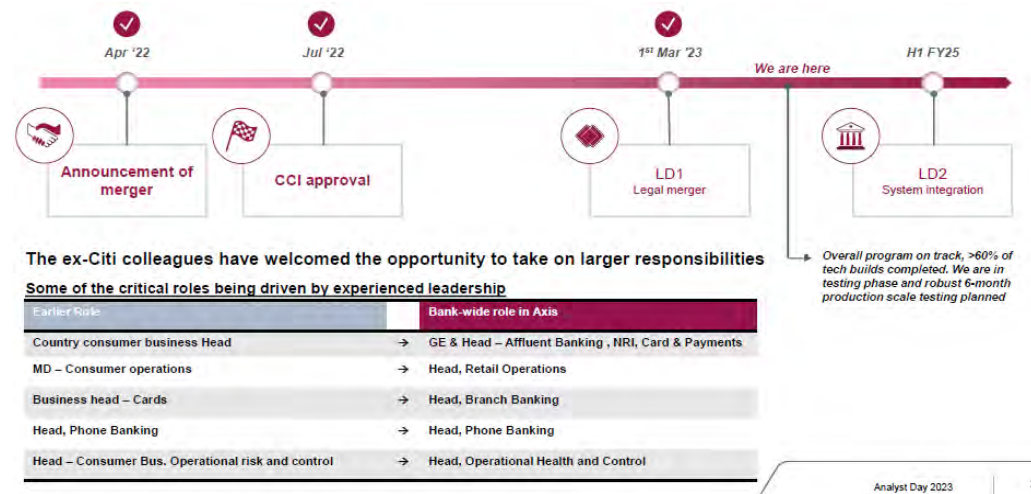 Apr ‘22
Jul ‘22
1st Mar ’23
We are here
H1 FY25
Announcement of
merger
CCI approval
LD1
Legal merger
LD2
System integration
Overall program on track, >60% of
tech builds completed. We are in
testing phase and robust 6-month
production scale testing planned
The ex-Citi colleagues have welcomed the opportunity to take on larger responsibilities
Some of the critical roles being driven by experienced leadership
Earlier Role Bank-wide role in Axis
Country consumer business Head → GE & Head – Affluent Banking , NRI, Card & Payments
MD – Consumer operations → Head, Retail Operations
Business head – Cards → Head, Branch Banking
Head, Phone Banking → Head, Phone Banking
Head – Consumer Bus. Operational risk and control → Head, Operational Health and Control
Analyst Day 2023